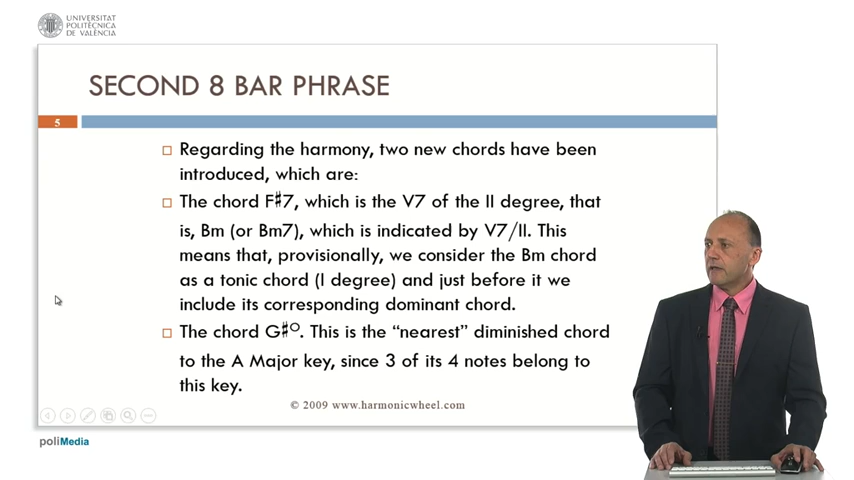 UNIVERSITAT
POLITÈCNICA
DE VALÈNCIA
SECOND 8 BAR PHRASE
5
□ Regarding the harmony, two new chords have been
introduced, which are:
□ The chord F♯7, which is the V7 of the II degree, that
is, Bm (or Bm7), which is indicated by V7/II. This
means that, provisionally, we consider the Bm chord
as a tonic chord (I degree) and just before it we
include its corresponding dominant chord.
□ The chord G♯O. This is the “nearest” diminished chord
to the A Major key, since 3 of its 4 notes belong to
this key.
© 2009 www.harmonicwheel.com
poliMedia